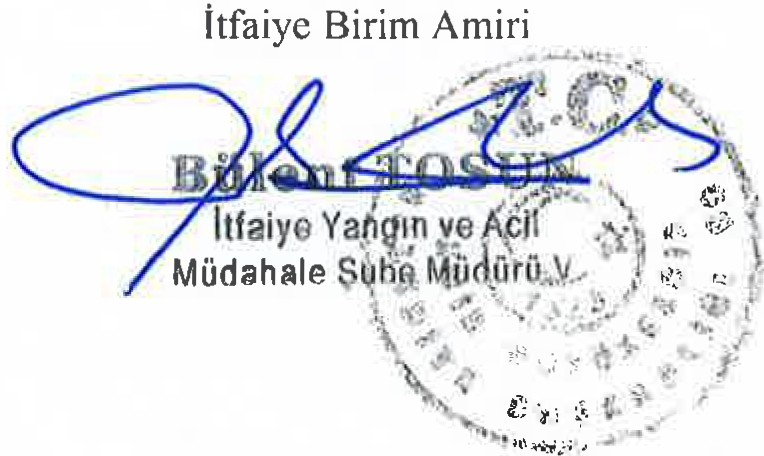 İtfaiye Birim Amiri
T.C.
Bülent TOSUN
İtfaiye Yangın ve Acil
Müdahale Şube Müdürü V.